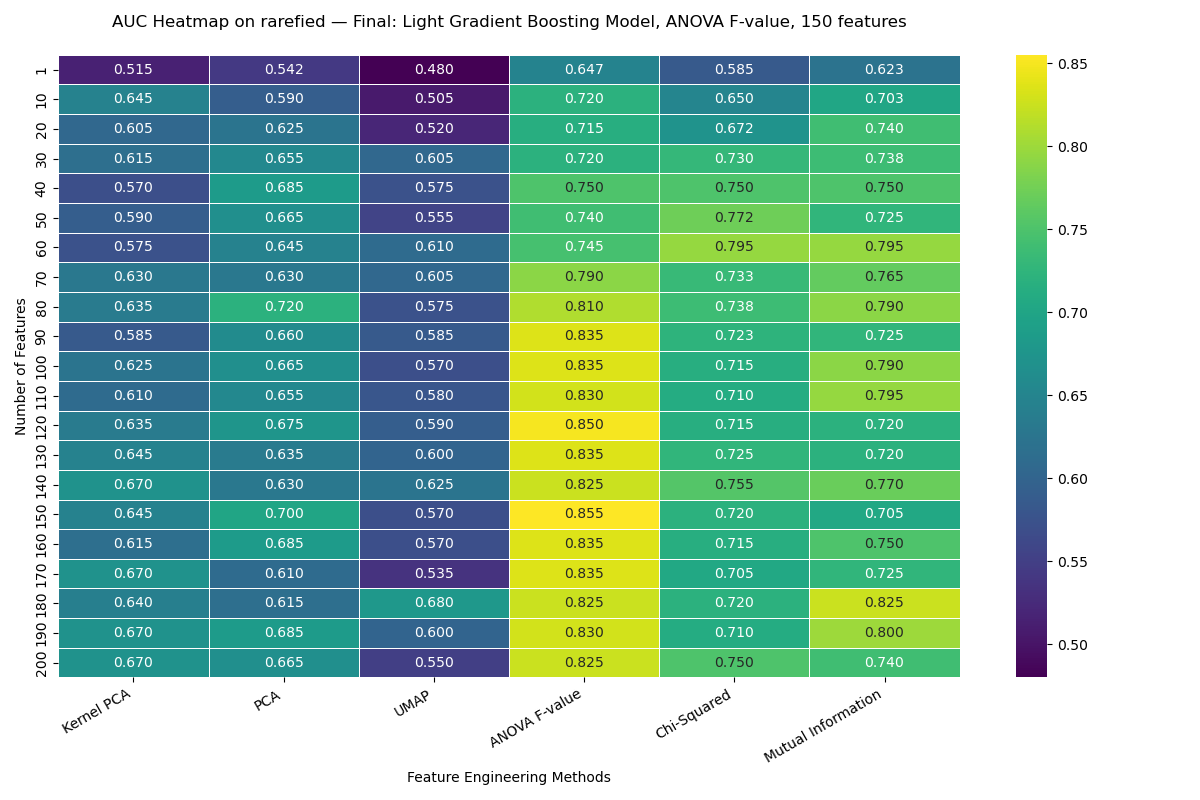 AUC Heatmap on rarefied — Final: Light Gradient Boosting Model, ANOVA F-value, 150 features
Number of Features
1 0.515 0.542 0.480 0.647 0.585 0.623
10 0.645 0.590 0.505 0.720 0.650 0.703
20 0.605 0.625 0.520 0.715 0.672 0.740
30 0.615 0.655 0.605 0.720 0.730 0.738
40 0.570 0.685 0.575 0.750 0.750 0.750
50 0.590 0.665 0.555 0.740 0.772 0.725
60 0.575 0.645 0.610 0.745 0.795 0.795
70 0.630 0.630 0.605 0.790 0.733 0.765
80 0.635 0.720 0.575 0.810 0.738 0.790
90 0.585 0.660 0.585 0.835 0.723 0.725
100 0.625 0.665 0.570 0.835 0.715 0.790
110 0.610 0.655 0.580 0.830 0.710 0.795
120 0.635 0.675 0.590 0.850 0.715 0.720
130 0.645 0.635 0.600 0.835 0.725 0.720
140 0.670 0.630 0.625 0.825 0.755 0.770
150 0.645 0.700 0.570 0.855 0.720 0.705
160 0.615 0.685 0.570 0.835 0.715 0.750
170 0.670 0.610 0.535 0.835 0.705 0.725
180 0.640 0.615 0.680 0.825 0.720 0.825
190 0.670 0.685 0.600 0.830 0.710 0.800
200 0.670 0.665 0.550 0.825 0.750 0.740
Kernel PCA PCA UMAP ANOVA F-value Chi-Squared Mutual Information
Feature Engineering Methods
0.85
0.80
0.75
0.70
0.65
0.60
0.55
0.50